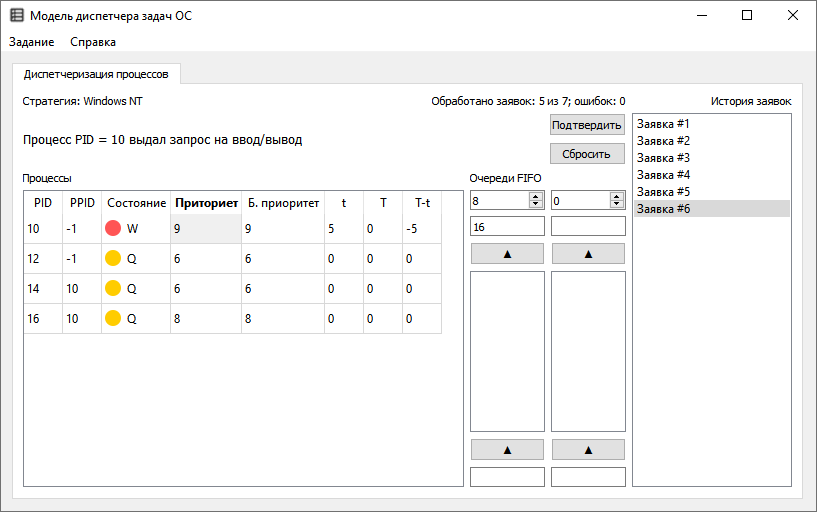 Модель диспетчера задач ОС
Задание Справка
Диспетчеризация процессов
Стратегия: Windows NT
Обработано заявок: 5 из 7; ошибок: 0
История заявок
Процесс PID = 10 выдал запрос на ввод/вывод
Подтвердить
Сбросить
Процессы
PID PPID Состояние Приториет Б. приоритет t T T-t
10 -1 W 9 9 5 0 -5
12 -1 Q 6 6 0 0 0
14 10 Q 6 6 0 0 0
16 10 Q 8 8 0 0 0
Очереди FIFO
8 0
16
▲ ▲
▲ ▲
Заявка #1
Заявка #2
Заявка #3
Заявка #4
Заявка #5
Заявка #6